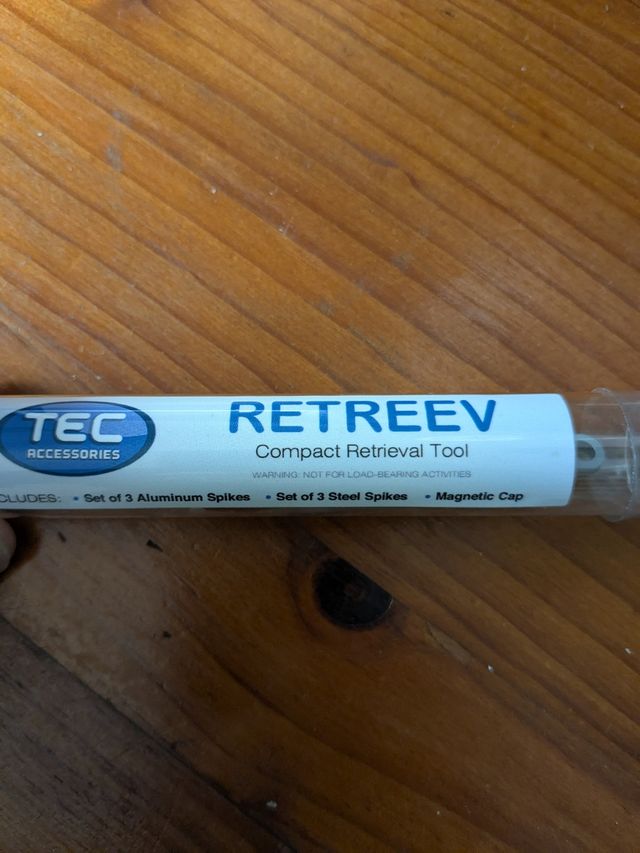 TEC
ACCESSORIES
RETREEV
Compact Retrieval Tool
WARNING: NOT FOR LOAD-BEARING ACTIVITIES
CLUDES: • Set of 3 Aluminum Spikes • Set of 3 Steel Spikes • Magnetic Cap